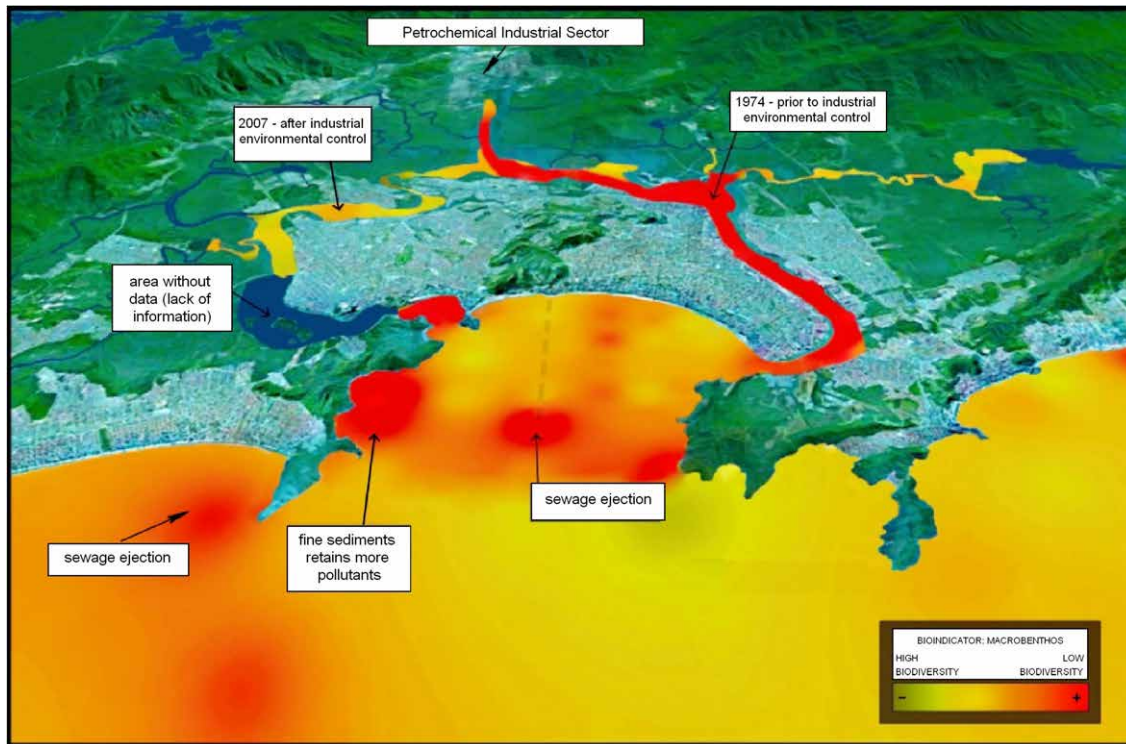 Petrochemical Industrial Sector
1974 - prior to industrial
environmental control
2007 - after industrial
environmental control
area without
data (lack of
information)
sewage ejection
sewage ejection
fine sediments
retains more
pollutants
BIOINDICATOR: MACROBENTHOS
HIGH LOW
BIODIVERSITY BIODIVERSITY
- +